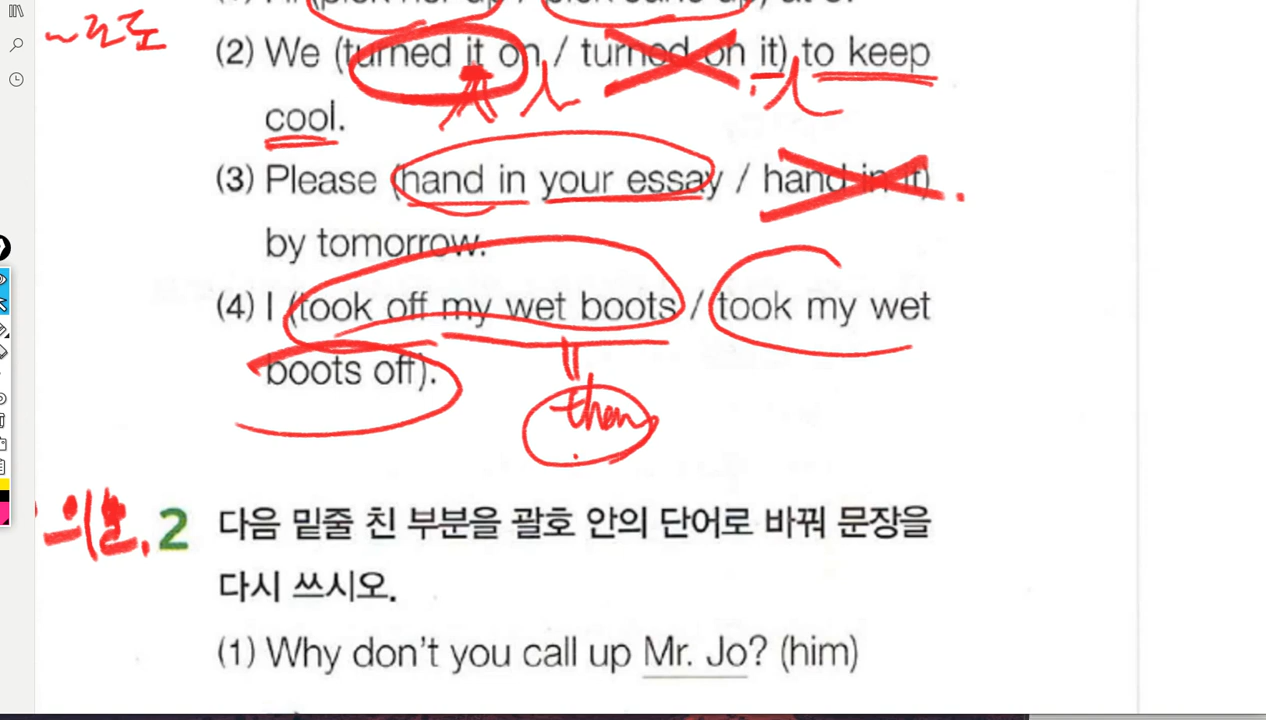 (2) We (turned it on / turned on it) to keep
cool.
(3) Please (hand in your essay / hand in it)
by tomorrow.
(4) I (took off my wet boots / took my wet
boots off).
them
2 다음 밑줄 친 부분을 괄호 안의 단어로 바꿔 문장을
다시 쓰시오.
(1) Why don't you call up Mr. Jo? (him)